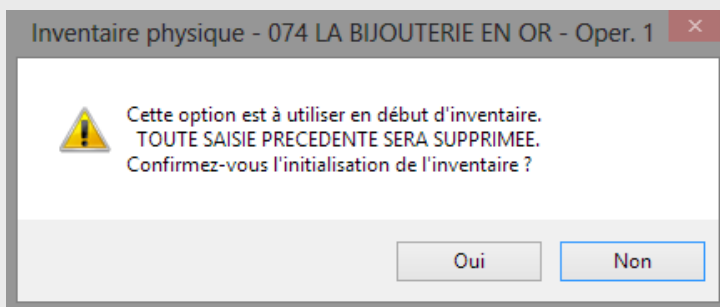 Inventaire physique - 074 LA BIJOUTERIE EN OR - Oper. 1
Cette option est à utiliser en début d'inventaire.
TOUTE SAISIE PRECEDENTE SERA SUPPRIMEE.
Confirmez-vous l'initialisation de l'inventaire ?
Oui Non